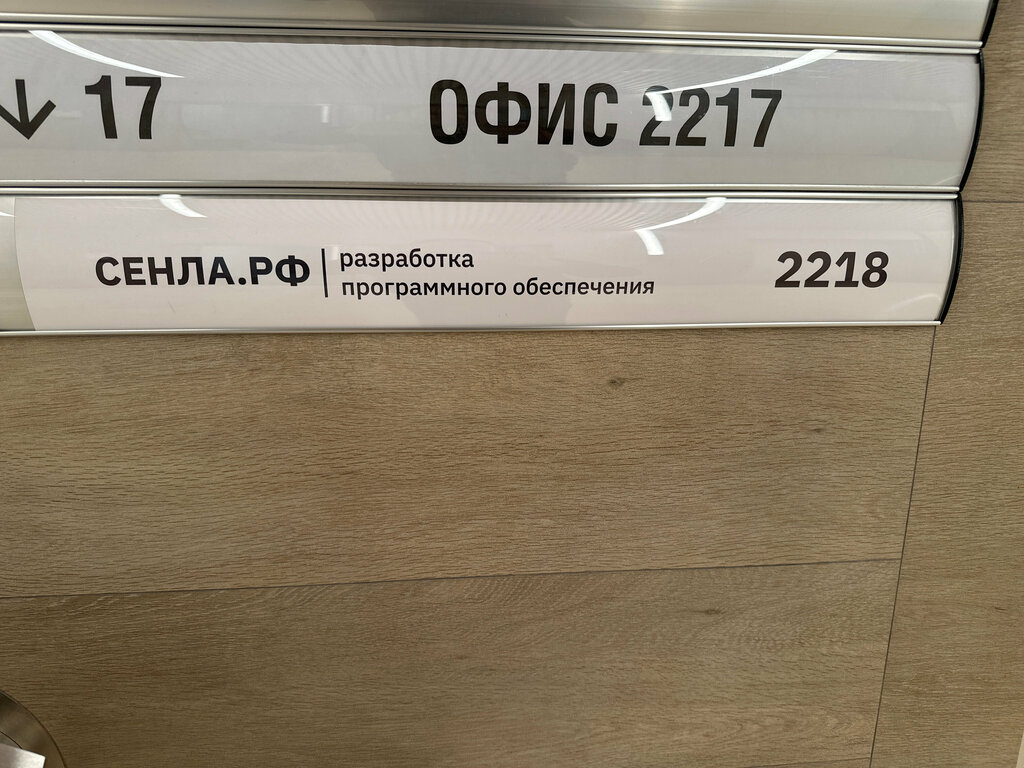 ↓ 17 ОФИС 2217
СЕНЛА.РФ | разработка
программного обеспечения 2218